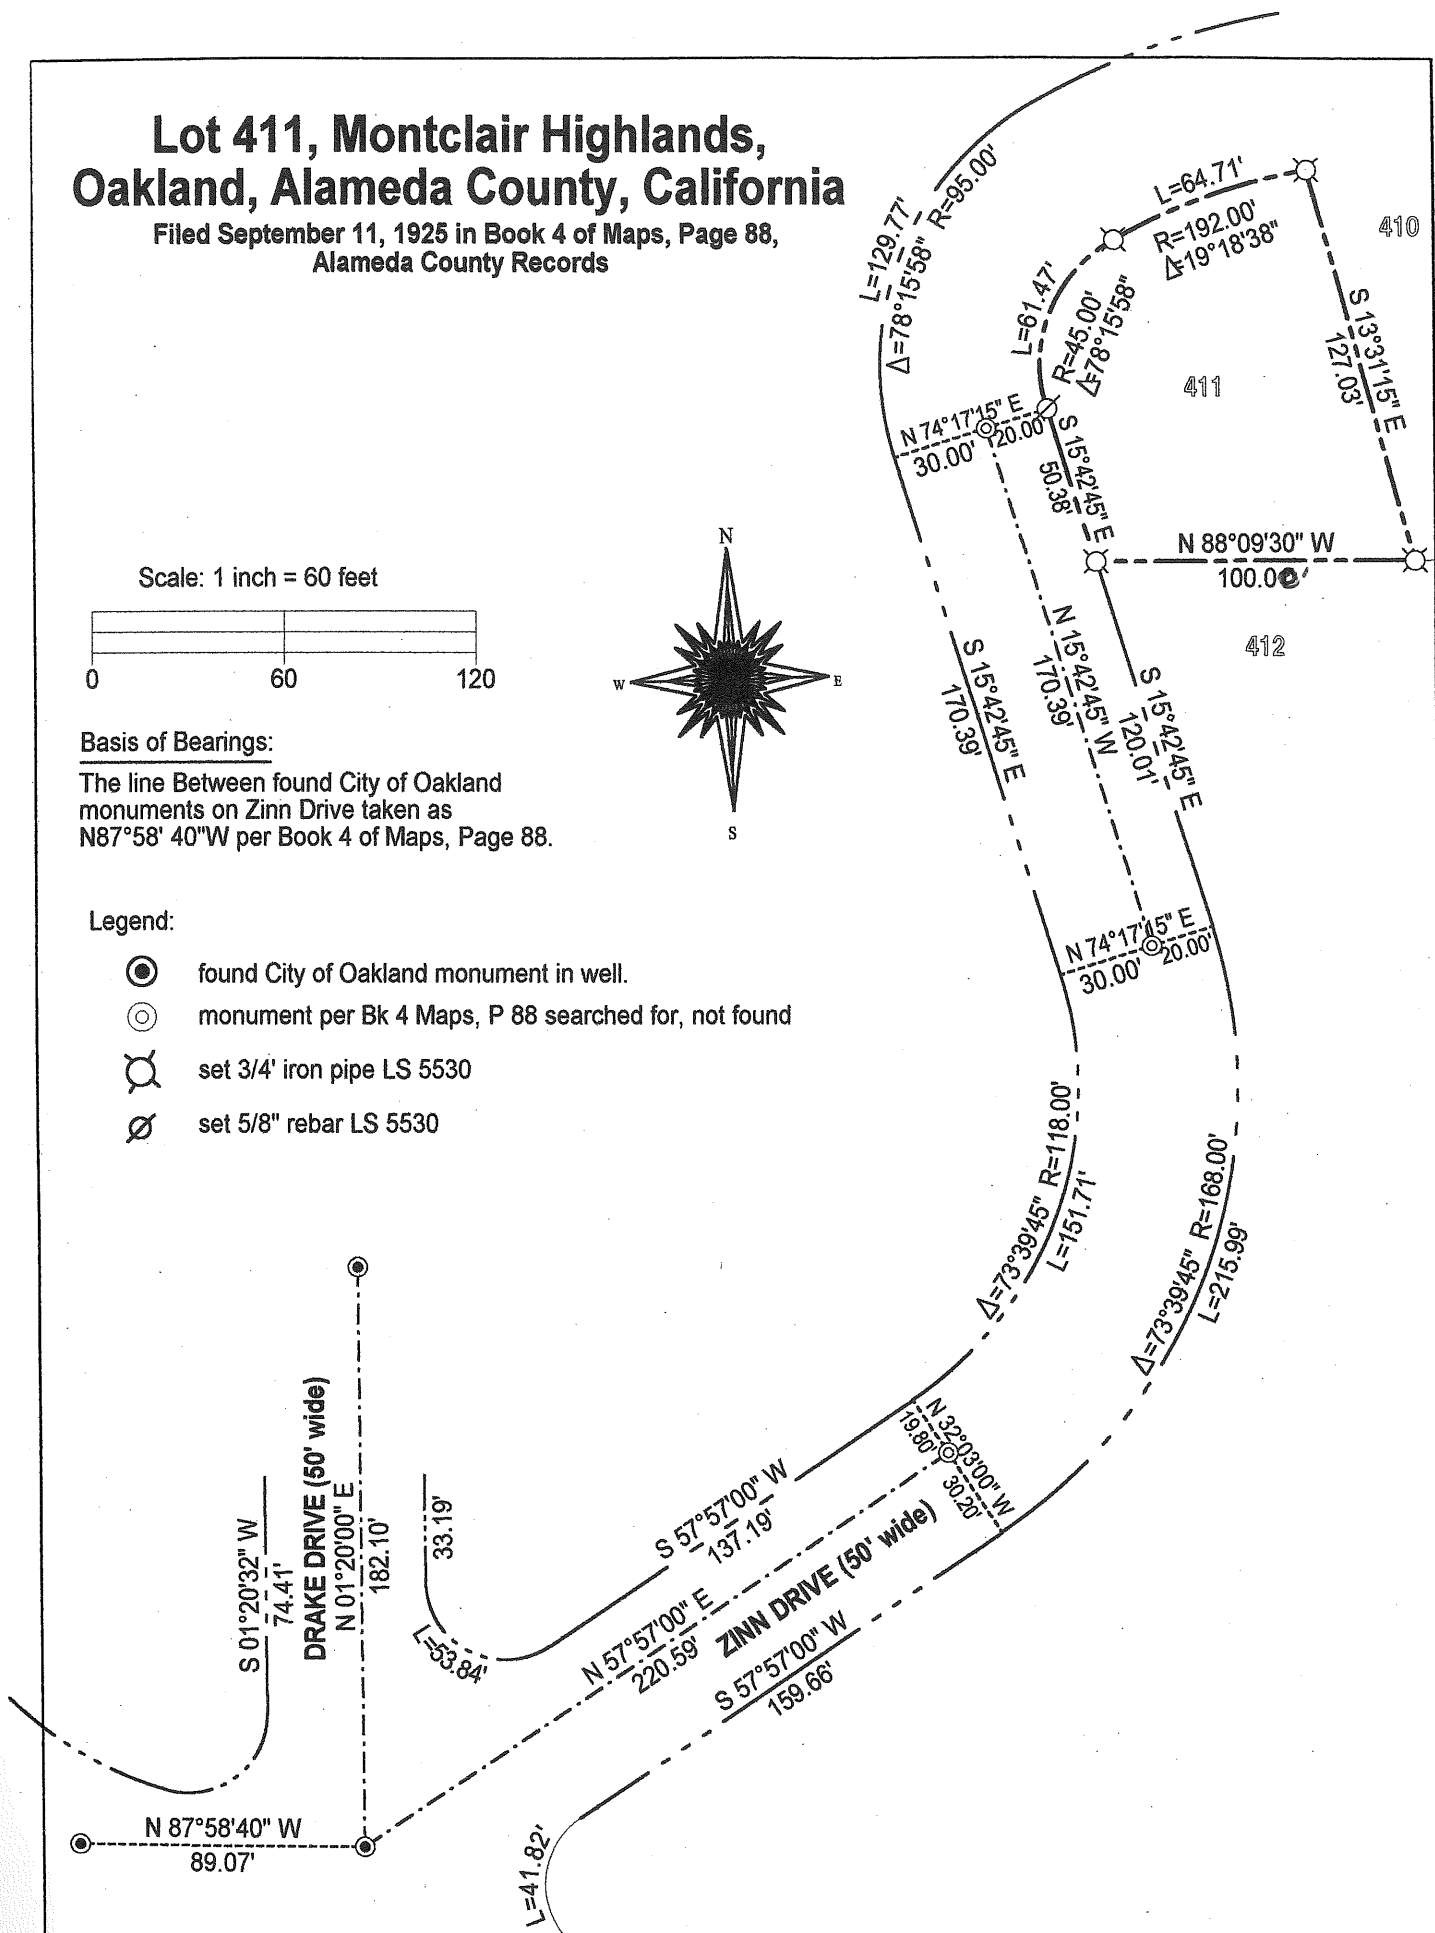 Lot 411, Montclair Highlands,
Oakland, Alameda County, California
Filed September 11, 1925 in Book 4 of Maps, Page 88,
Alameda County Records
L=129.77'
Δ=78°15'58" R=95.00'
L=64.71'
R=192.00'
Δ=19°18'38"
410
L=61.47'
R=45.00'
Δ=78°15'58"
S 13°31'15" E
127.03'
411
N 74°17'15" E
30.00'
20.00'
S 15°42'45" E
50.38'
N 88°09'30" W
100.00'
412
Scale: 1 inch = 60 feet
0 60 120
N
W
E
S
S 15°42'45" E
170.39'
N 15°42'45" W
170.39'
S 15°42'45" E
120.01'
Basis of Bearings:
The line Between found City of Oakland
monuments on Zinn Drive taken as
N87°58' 40"W per Book 4 of Maps, Page 88.
Legend:
found City of Oakland monument in well.
monument per Bk 4 Maps, P 88 searched for, not found
set 3/4' iron pipe LS 5530
set 5/8" rebar LS 5530
N 74°17'15" E
30.00'
20.00'
Δ=73°39'45" R=118.00'
L=151.71'
Δ=73°39'45" R=168.00'
L=215.99'
N 32°03'00" W
19.80'
30.20'
S 57°57'00" W
137.19'
N 57°57'00" E
220.59'
ZINN DRIVE (50' wide)
S 57°57'00" W
159.66'
S 01°20'32" W
74.41'
DRAKE DRIVE (50' wide)
N 01°20'00" E
182.10'
33.19'
L=53.84'
N 87°58'40" W
89.07'
L=41.82'